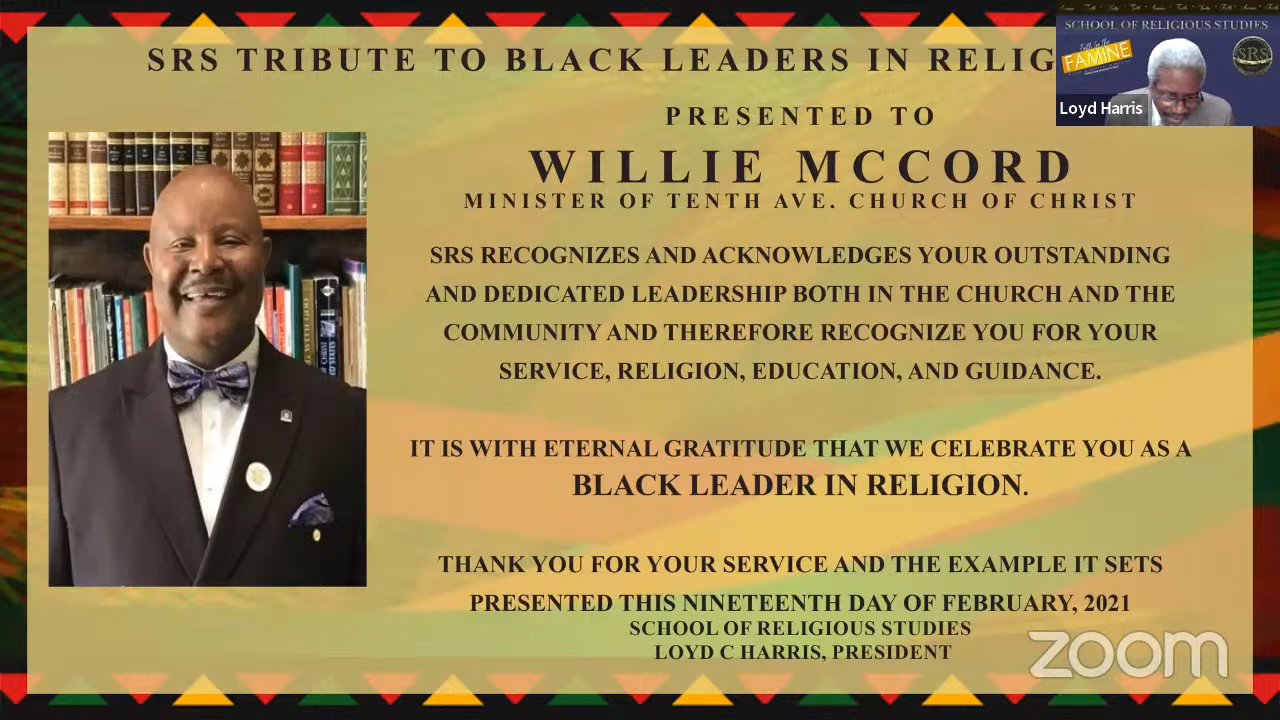 SRS TRIBUTE TO BLACK LEADERS IN RELIG
SCHOOL OF RELIGIOUS STUDIES
FAMINE
SRS
Loyd Harris
PRESENTED TO
WILLIE MCCORD
MINISTER OF TENTH AVE. CHURCH OF CHRIST
SRS RECOGNIZES AND ACKNOWLEDGES YOUR OUTSTANDING
AND DEDICATED LEADERSHIP BOTH IN THE CHURCH AND THE
COMMUNITY AND THEREFORE RECOGNIZE YOU FOR YOUR
SERVICE, RELIGION, EDUCATION, AND GUIDANCE.
IT IS WITH ETERNAL GRATITUDE THAT WE CELEBRATE YOU AS A
BLACK LEADER IN RELIGION.
THANK YOU FOR YOUR SERVICE AND THE EXAMPLE IT SETS
PRESENTED THIS NINETEENTH DAY OF FEBRUARY, 2021
SCHOOL OF RELIGIOUS STUDIES
LOYD C HARRIS, PRESIDENT
zoom